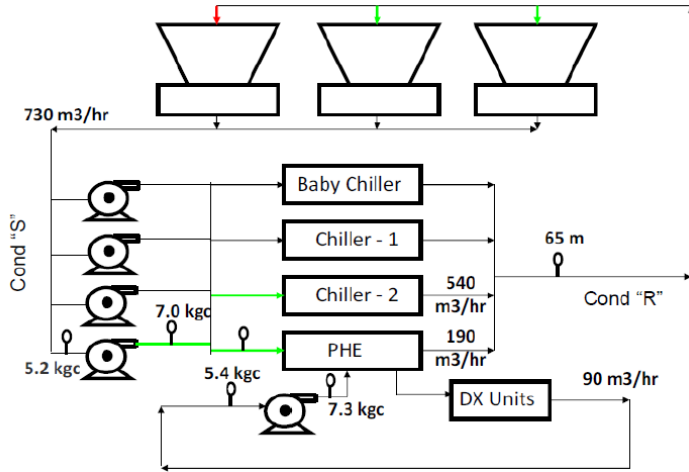 730 m3/hr
Cond “S”
Baby Chiller
Chiller - 1
65 m
Cond “R”
Chiller - 2
540
m3/hr
7.0 kgc
PHE
190
m3/hr
5.2 kgc
5.4 kgc
7.3 kgc
DX Units
90 m3/hr